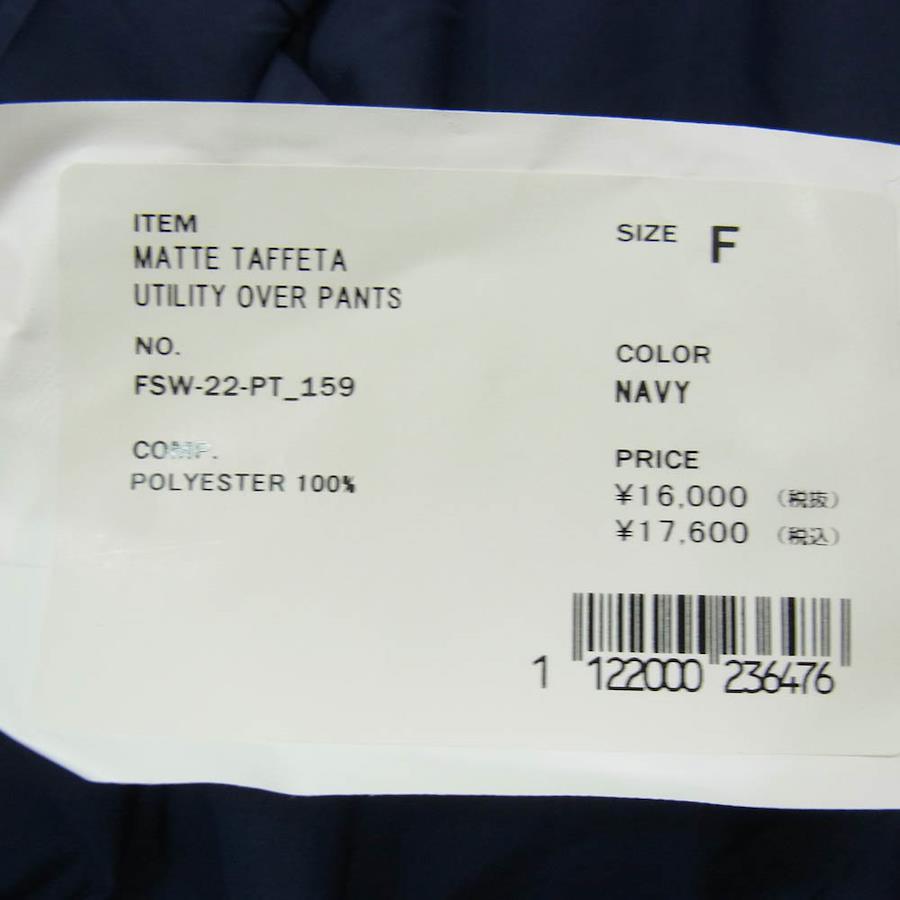 ITEM
MATTE TAFFETA
UTILITY OVER PANTS
NO.
FSW-22-PT_159
COMP.
POLYESTER 100%
SIZE F
COLOR
NAVY
PRICE
¥16,000 (税抜)
¥17,600 (税込)
1 122000 236476